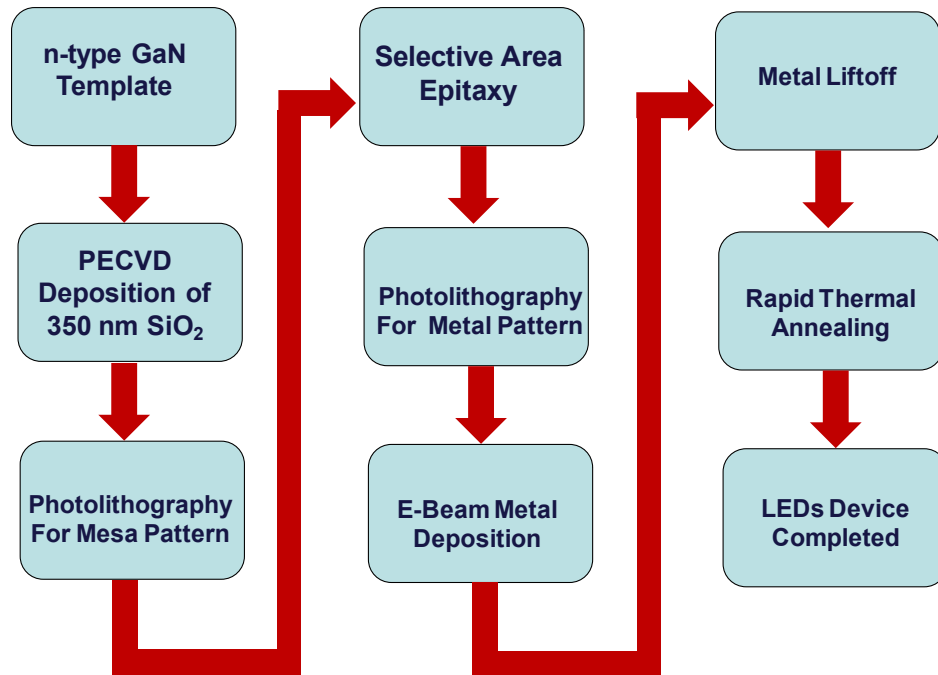 n-type GaN
Template
PECVD
Deposition of
350 nm SiO₂
Photolithography
For Mesa Pattern
Selective Area
Epitaxy
Photolithography
For Metal Pattern
E-Beam Metal
Deposition
Metal Liftoff
Rapid Thermal
Annealing
LEDs Device
Completed